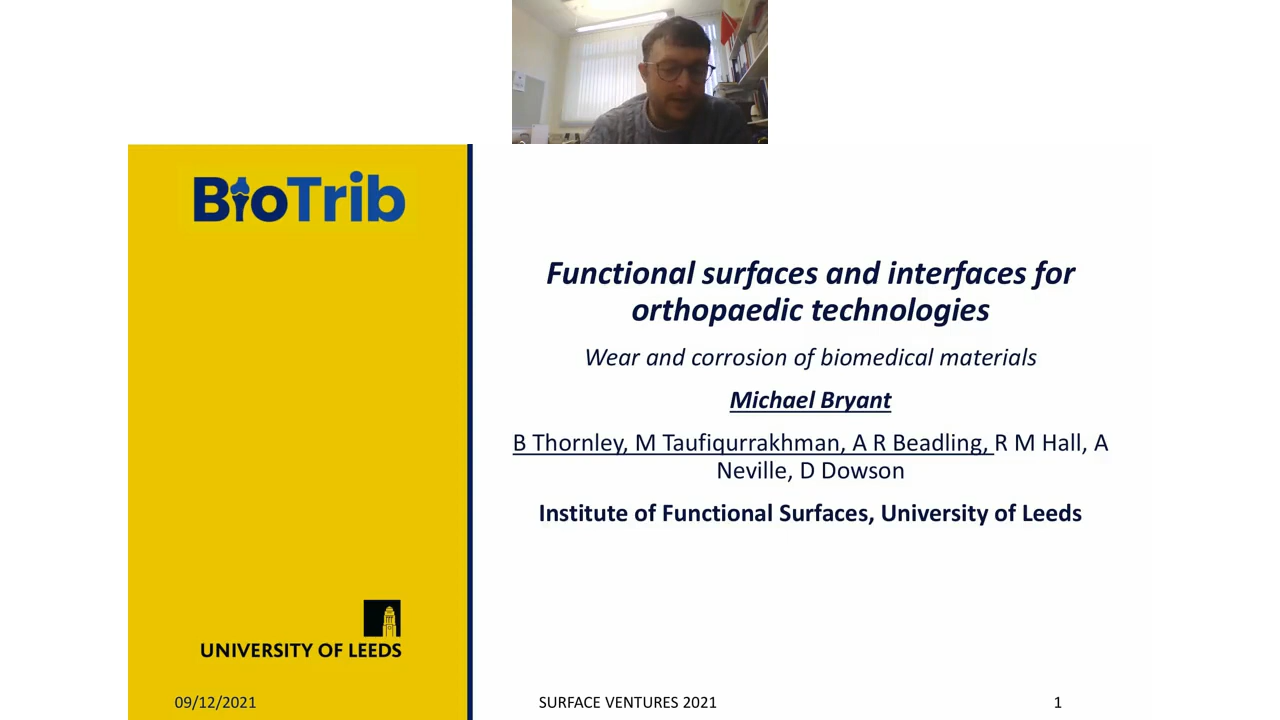 BioTrib
Functional surfaces and interfaces for
orthopaedic technologies
Wear and corrosion of biomedical materials
Michael Bryant
B Thornley, M Taufiqurrakhman, A R Beadling, R M Hall, A
Neville, D Dowson
Institute of Functional Surfaces, University of Leeds
UNIVERSITY OF LEEDS
09/12/2021
SURFACE VENTURES 2021
1